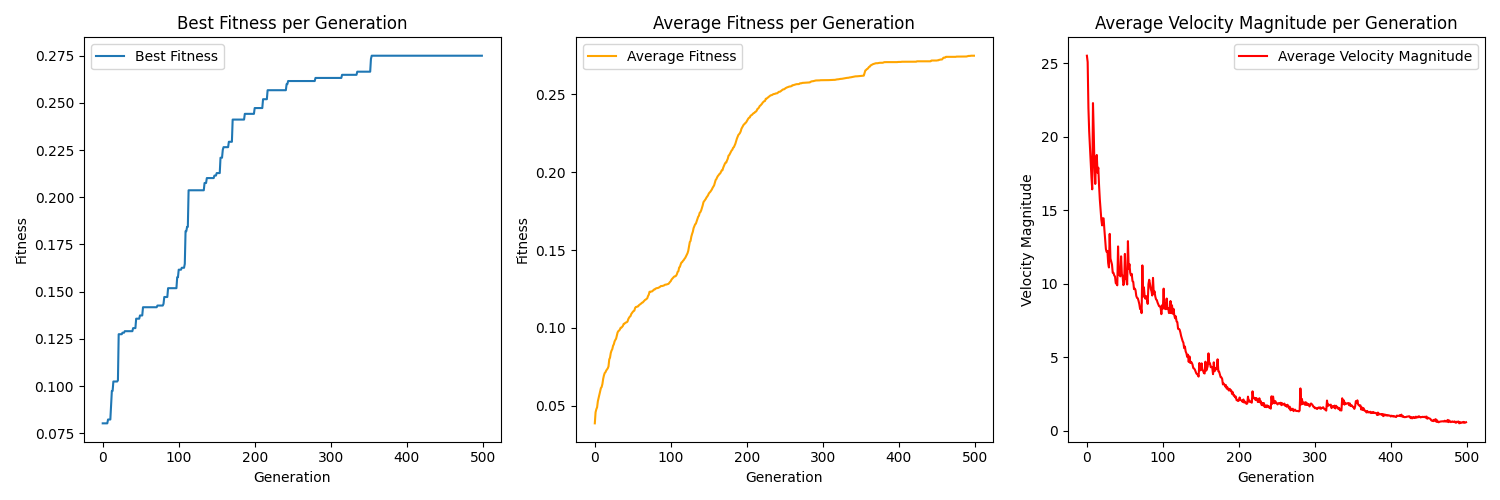 Best Fitness per Generation
Best Fitness
0.275
0.250
0.225
0.200
0.175
0.150
0.125
0.100
0.075
Fitness
0 100 200 300 400 500
Generation
Average Fitness per Generation
Average Fitness
0.25
0.20
0.15
0.10
0.05
Fitness
0 100 200 300 400 500
Generation
Average Velocity Magnitude per Generation
Average Velocity Magnitude
25
20
15
10
5
0
Velocity Magnitude
0 100 200 300 400 500
Generation